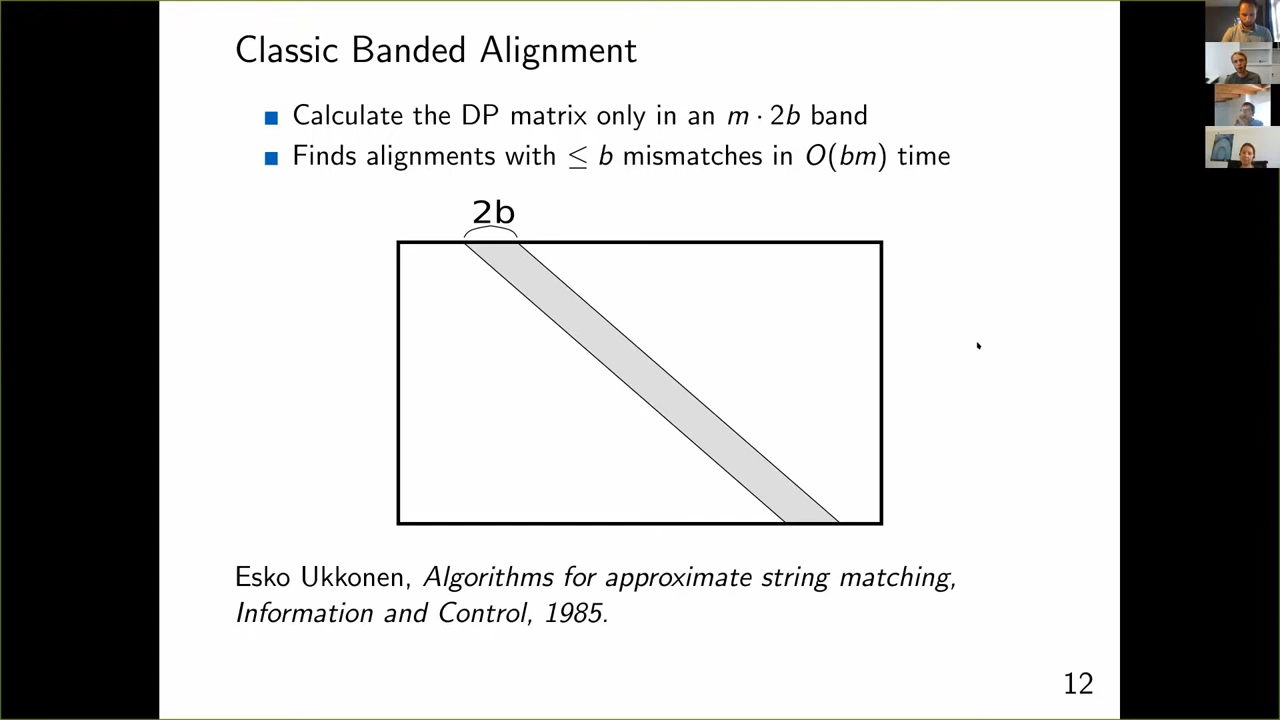 Classic Banded Alignment
Calculate the DP matrix only in an m · 2b band
Finds alignments with ≤ b mismatches in O(bm) time
2b
Esko Ukkonen, Algorithms for approximate string matching,
Information and Control, 1985.
12